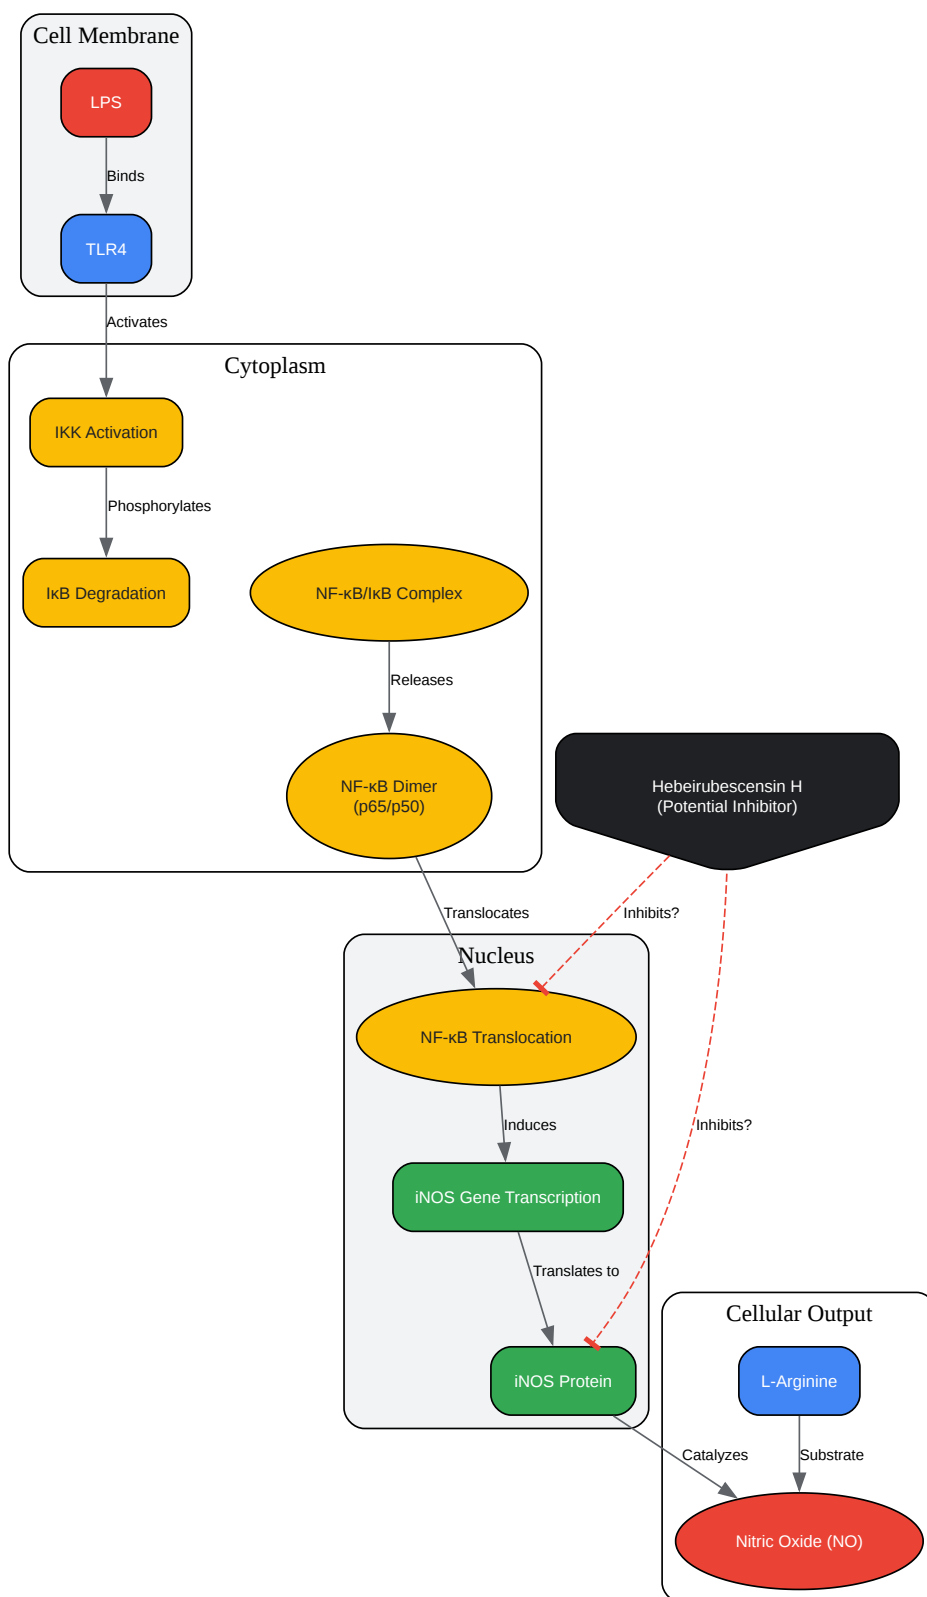 Cell Membrane
LPS
Binds
TLR4
Activates
Cytoplasm
IKK Activation
Phosphorylates
IκB Degradation
NF-κB/IκB Complex
Releases
NF-κB Dimer
(p65/p50)
Hebeirubescensin H
(Potential Inhibitor)
Translocates
Inhibits?
Nucleus
NF-κB Translocation
Induces
Inhibits?
iNOS Gene Transcription
Translates to
Cellular Output
iNOS Protein
L-Arginine
Catalyzes
Substrate
Nitric Oxide (NO)